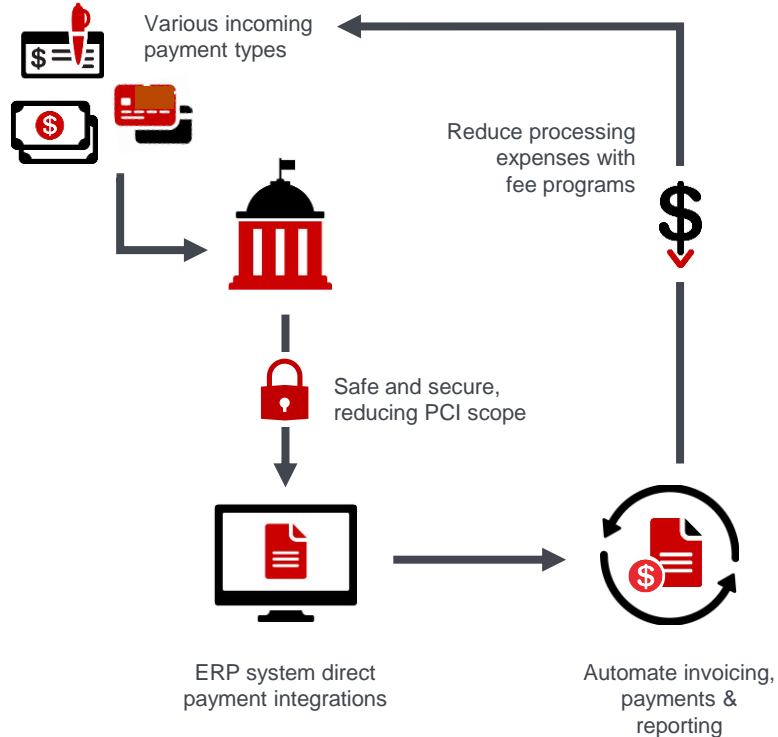 Various incoming
payment types
$
$
Reduce processing
expenses with
fee programs
$
Safe and secure,
reducing PCI scope
$
ERP system direct
payment integrations
Automate invoicing,
payments &
reporting